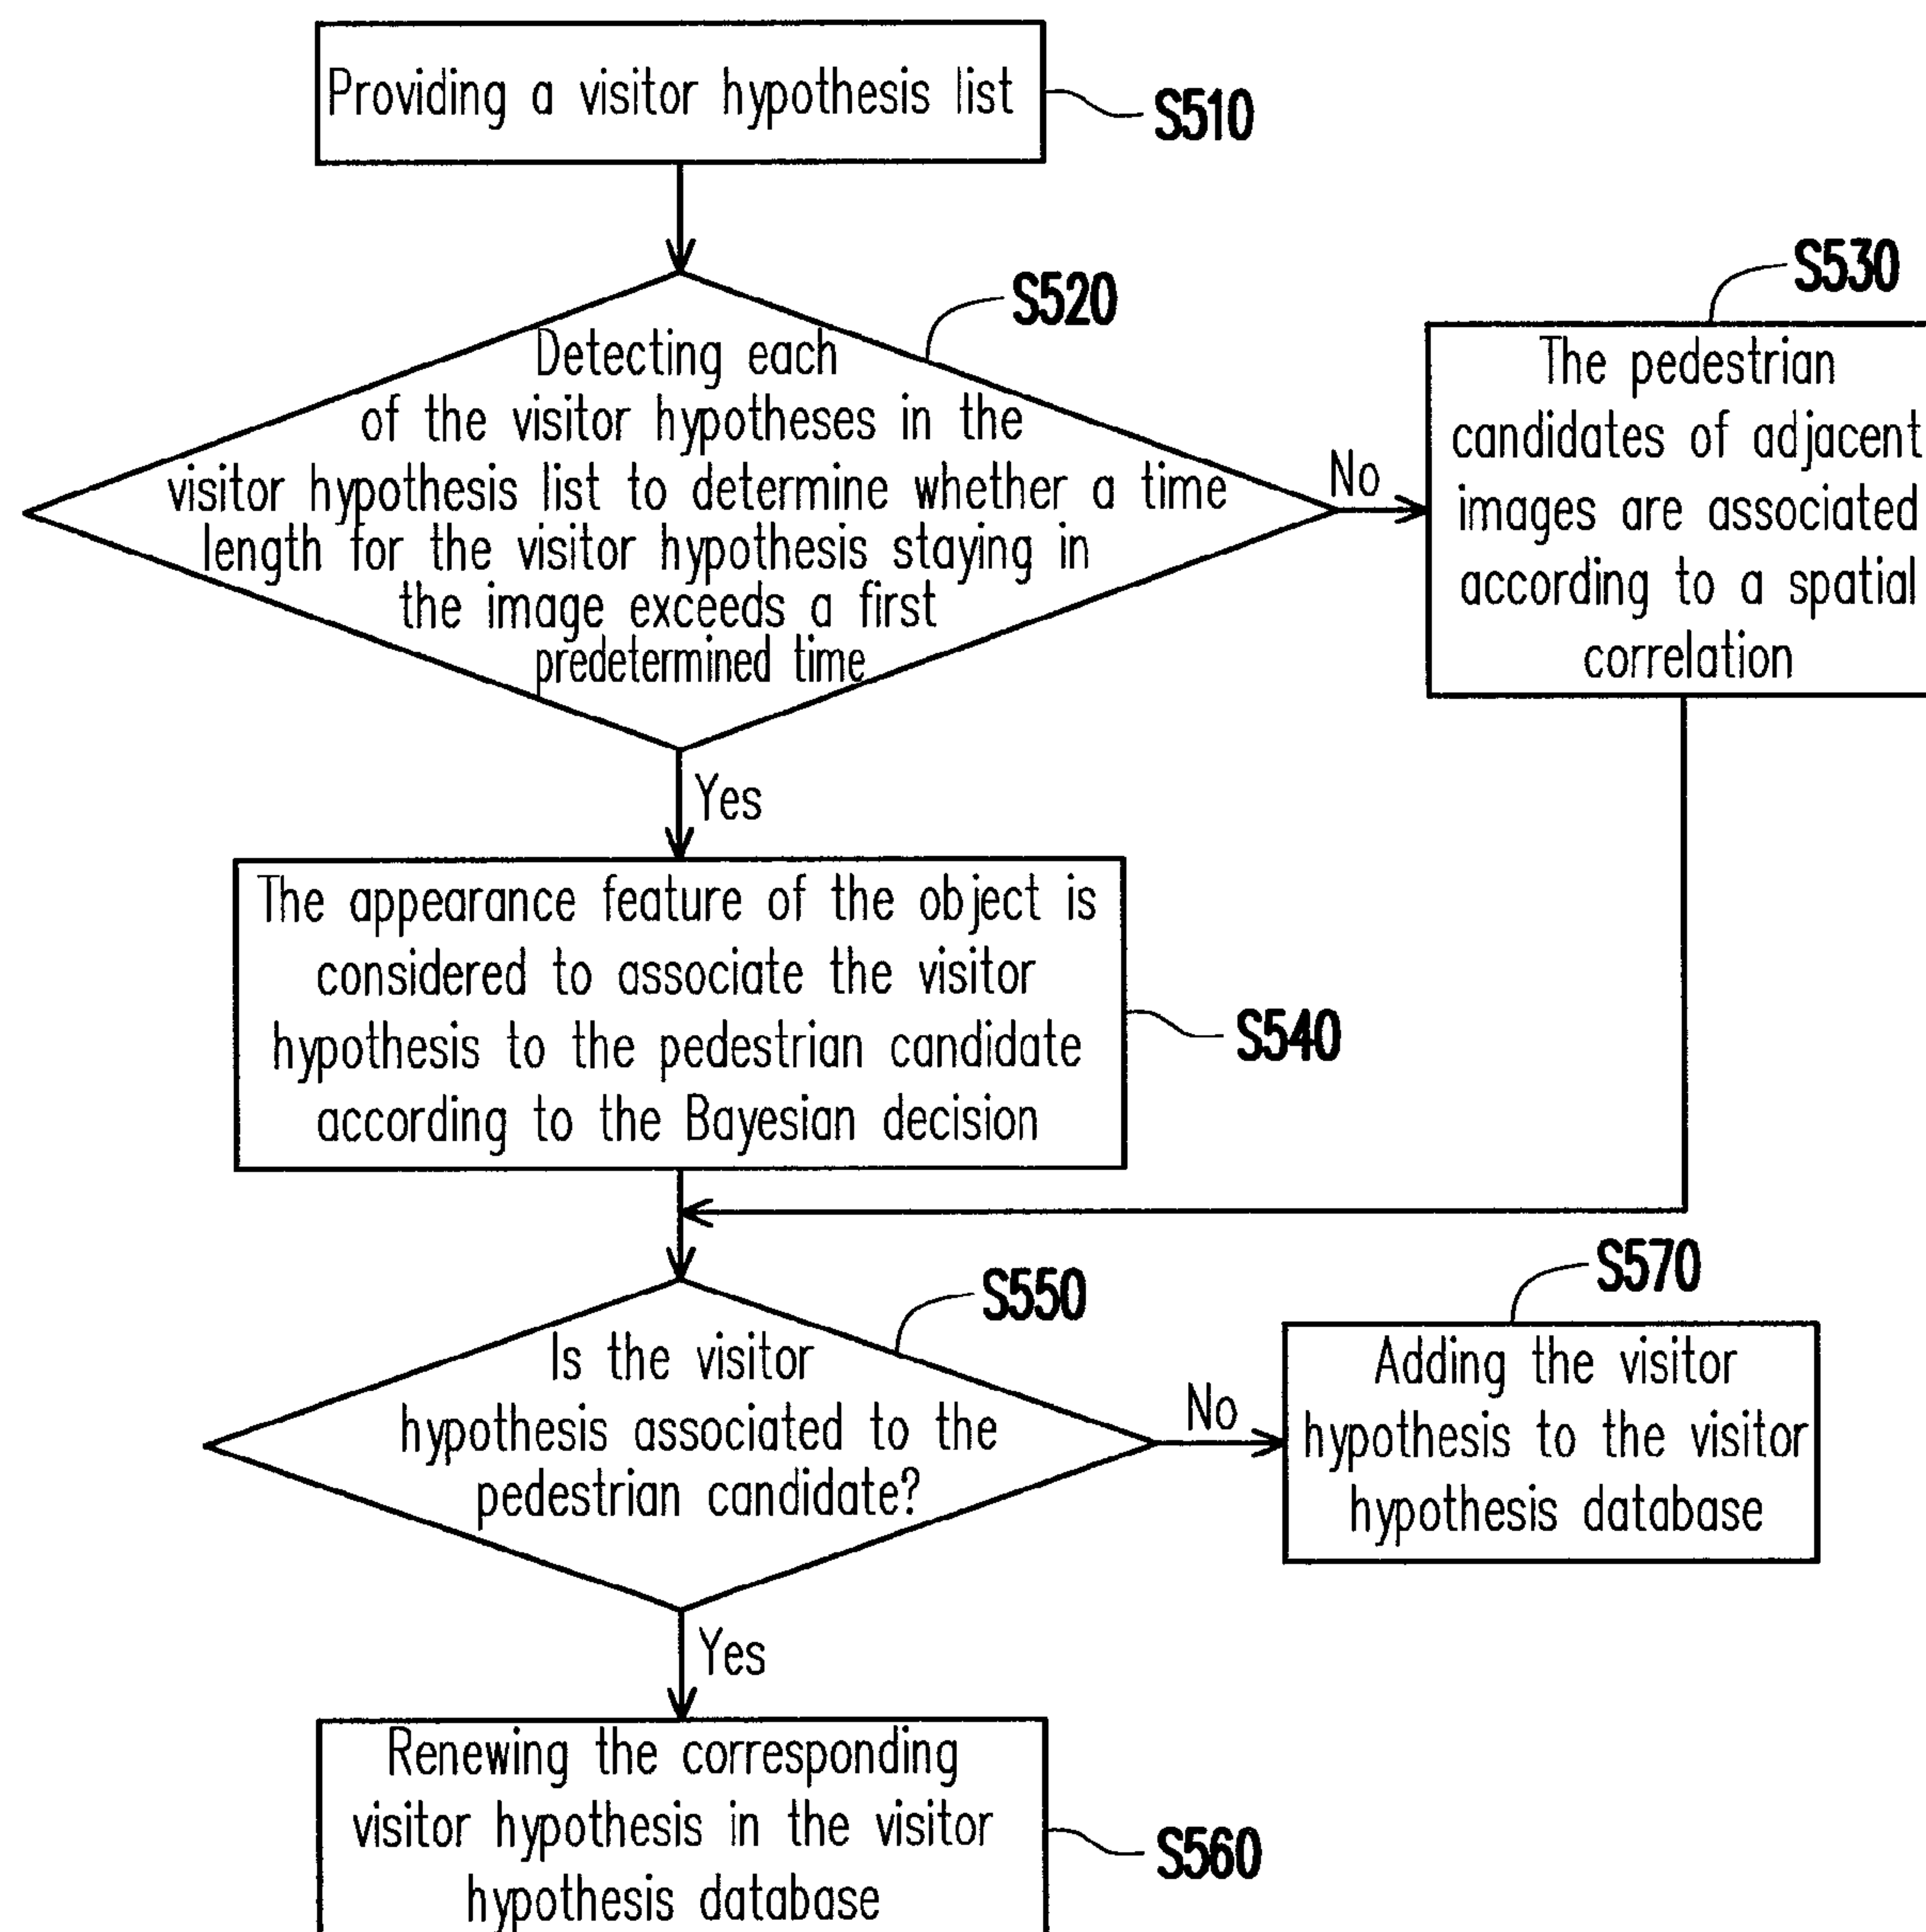 Providing a visitor hypothesis list
S510
Detecting each
of the visitor hypotheses in the
visitor hypothesis list to determine whether a time
length for the visitor hypothesis staying in
the image exceeds a first
predetermined time
S520
No
S530
The pedestrian
candidates of adjacent
images are associated
according to a spatial
correlation
Yes
The appearance feature of the object is
considered to associate the visitor
hypothesis to the pedestrian candidate
according to the Bayesian decision
S540
Is the visitor
hypothesis associated to the
pedestrian candidate?
S550
No
S570
Adding the visitor
hypothesis to the visitor
hypothesis database
Yes
Renewing the corresponding
visitor hypothesis in the visitor
hypothesis database
S560